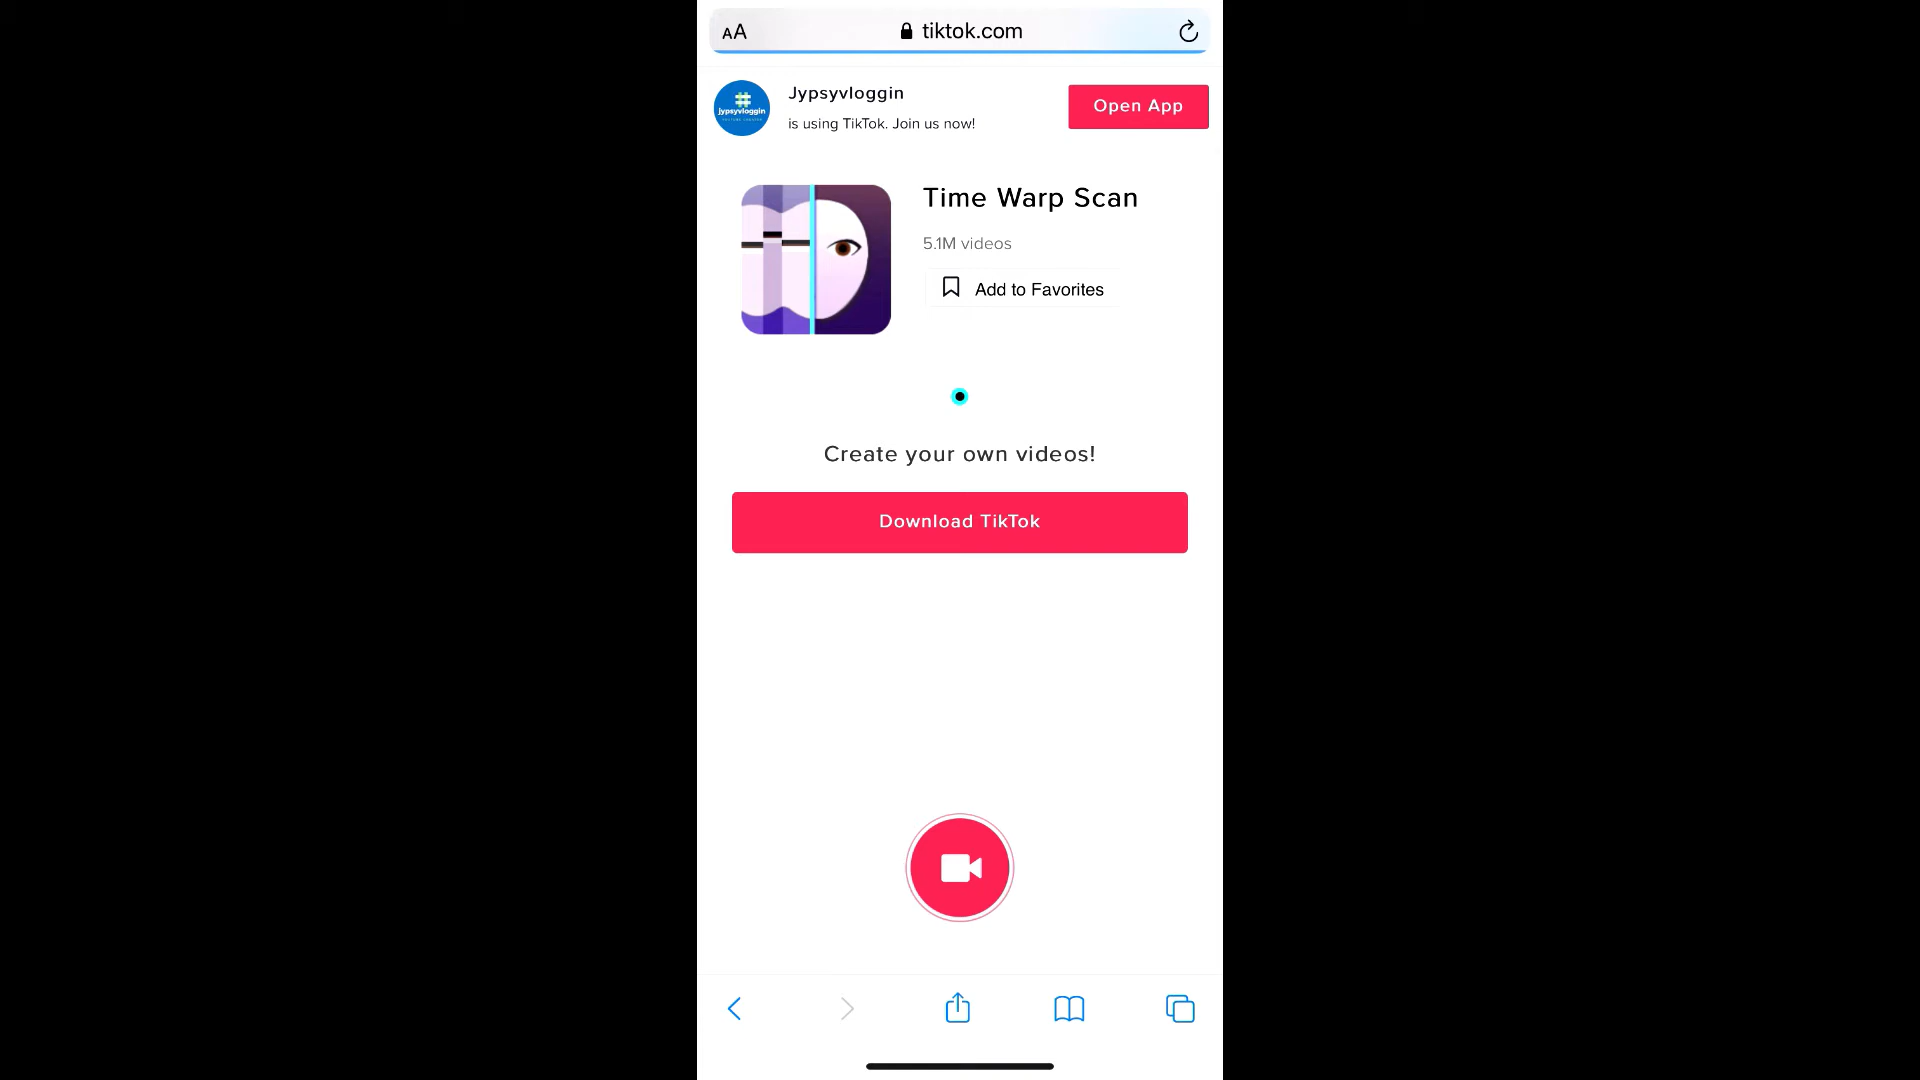 AA
tiktok.com
Jypsyvloggin
is using TikTok. Join us now!
Open App
#
jypsyvloggin
Time Warp Scan
5.1M videos
Add to Favorites
Create your own videos!
Download TikTok